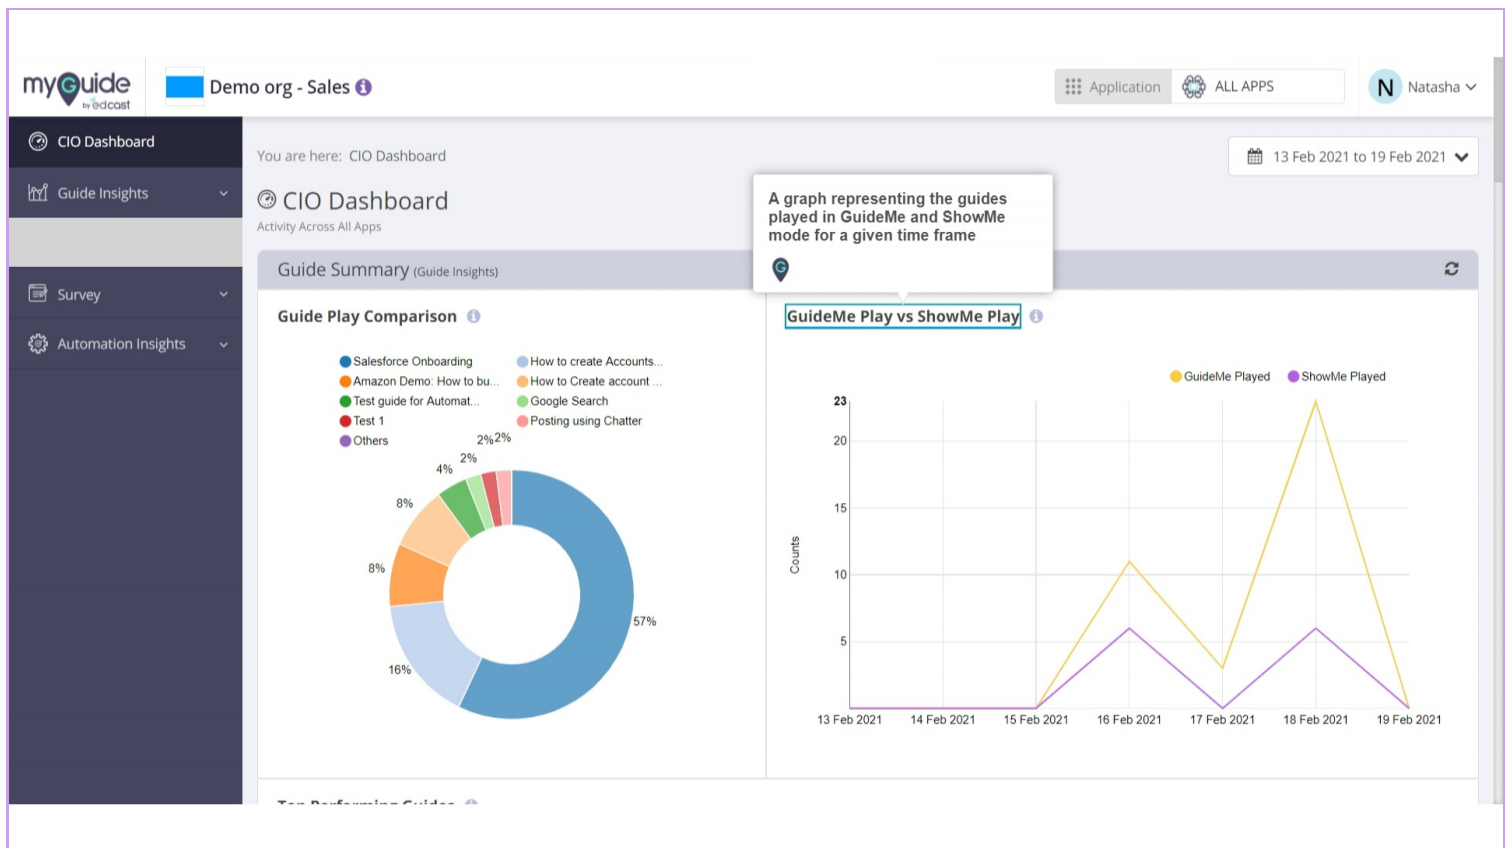 myGuide
by edcast
Demo org - Sales
Application
ALL APPS
N
Natasha
CIO Dashboard
Guide Insights
Survey
Automation Insights
You are here: CIO Dashboard
13 Feb 2021 to 19 Feb 2021
CIO Dashboard
Activity Across All Apps
A graph representing the guides
played in GuideMe and ShowMe
mode for a given time frame
G
Guide Summary (Guide Insights)
Guide Play Comparison
Salesforce Onboarding
How to create Accounts...
Amazon Demo: How to bu...
How to Create account ...
Test guide for Automat...
Google Search
Test 1
Posting using Chatter
Others
2%
2%
2%
4%
8%
8%
16%
57%
GuideMe Play vs ShowMe Play
GuideMe Played
ShowMe Played
23
20
15
10
5
Counts
13 Feb 2021
14 Feb 2021
15 Feb 2021
16 Feb 2021
17 Feb 2021
18 Feb 2021
19 Feb 2021
Top Performing Guides